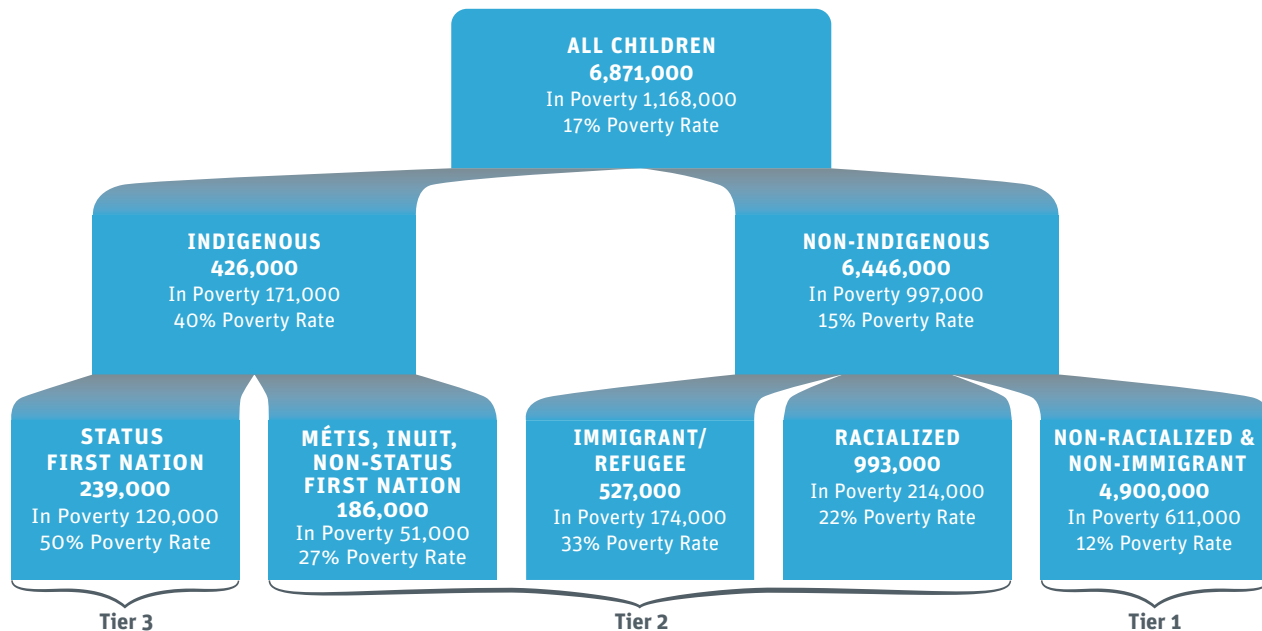 ALL CHILDREN
6,871,000
In Poverty 1,168,000
17% Poverty Rate
INDIGENOUS
426,000
In Poverty 171,000
40% Poverty Rate
NON-INDIGENOUS
6,446,000
In Poverty 997,000
15% Poverty Rate
STATUS
FIRST NATION
239,000
In Poverty 120,000
50% Poverty Rate
MÉTIS, INUIT,
NON-STATUS
FIRST NATION
186,000
In Poverty 51,000
27% Poverty Rate
IMMIGRANT/
REFUGEE
527,000
In Poverty 174,000
33% Poverty Rate
RACIALIZED
993,000
In Poverty 214,000
22% Poverty Rate
NON-RACIALIZED &
NON-IMMIGRANT
4,900,000
In Poverty 611,000
12% Poverty Rate
Tier 3
Tier 2
Tier 1